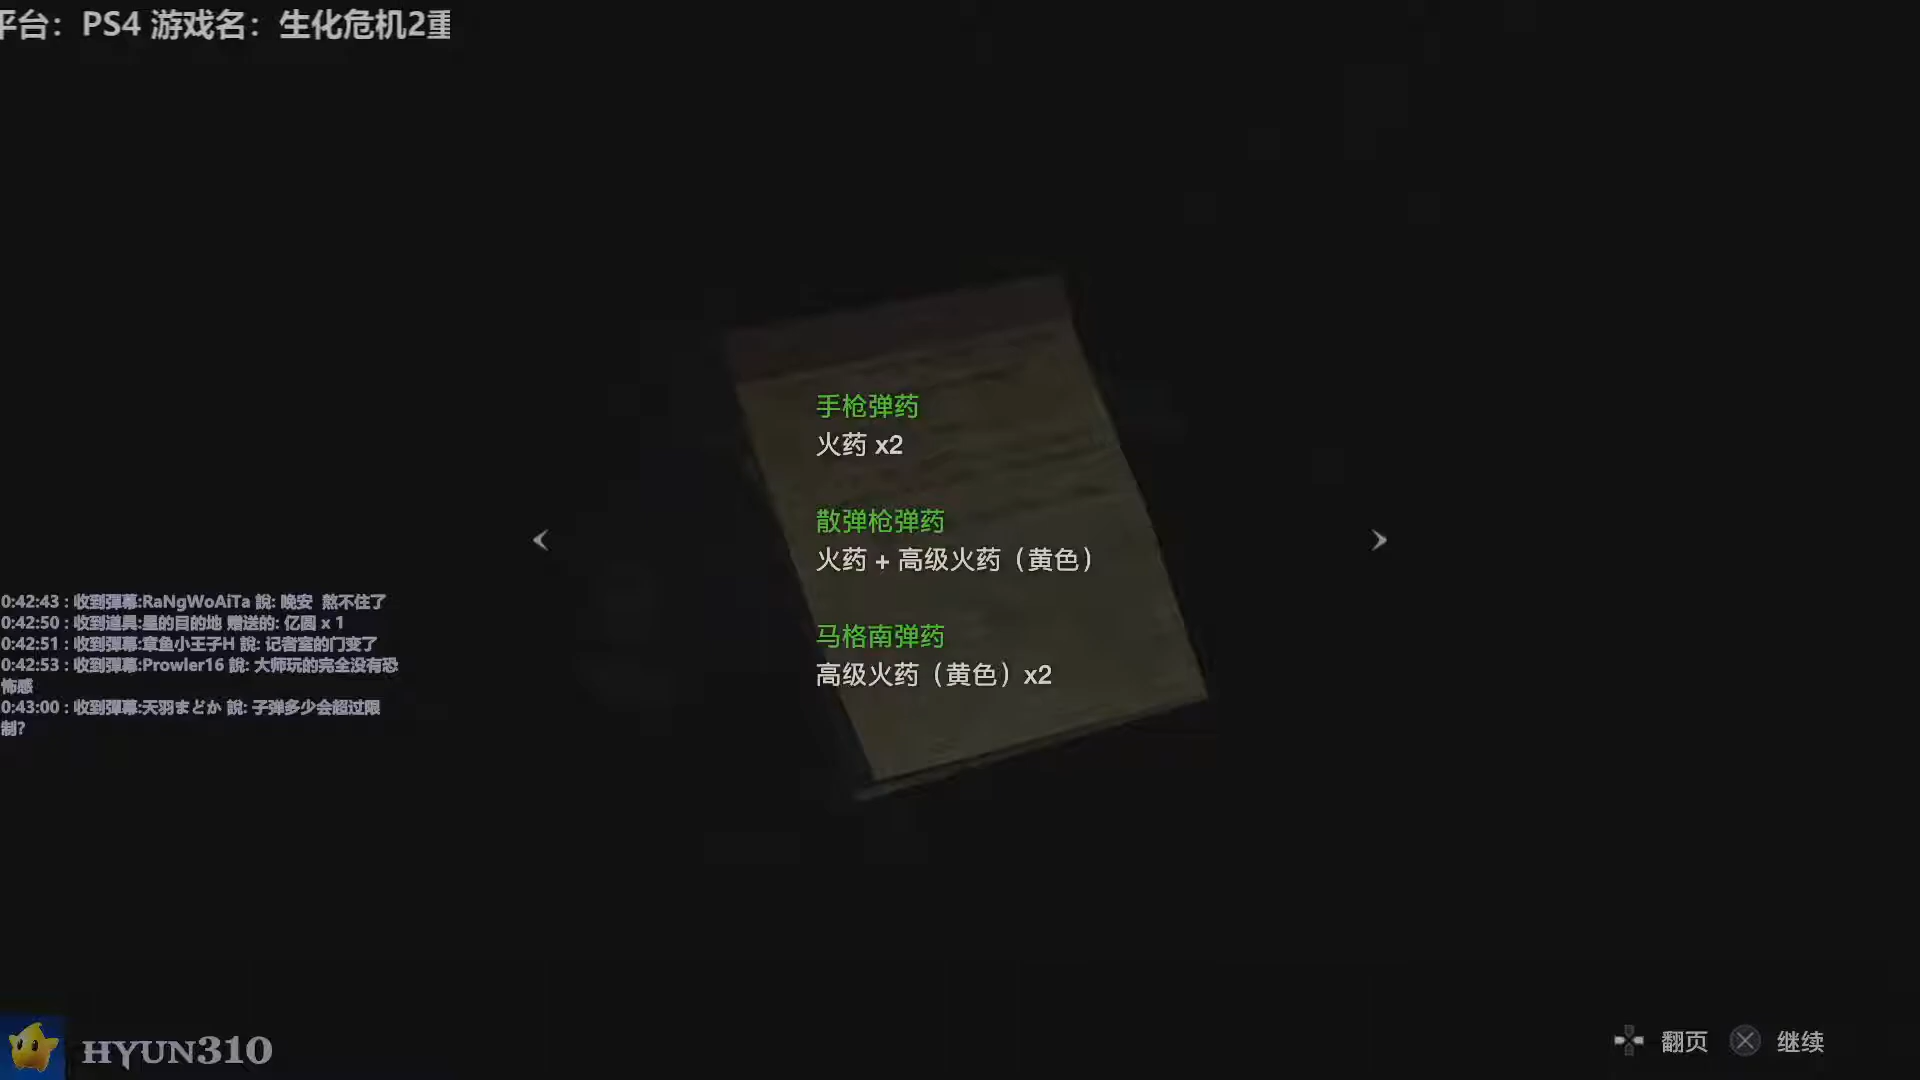 平台：PS4 游戏名：生化危机2重
手枪弹药
火药 x2
散弹枪弹药
火药 + 高级火药（黄色）
马格南弹药
高级火药（黄色）x2
0:42:43 : 收到彈幕:RaNgWoAiTa 說: 晚安  熬不住了
0:42:50 : 收到道具:星的目的地 赠送的: 亿圆 x 1
0:42:51 : 收到彈幕:章鱼小王子H 說: 记者室的门变了
0:42:53 : 收到彈幕:Prowler16 說: 大师玩的完全没有恐
怖感
0:43:00 : 收到彈幕:天羽まどか 說: 子弹多少会超过限
制?
HYUN310
翻页 继续